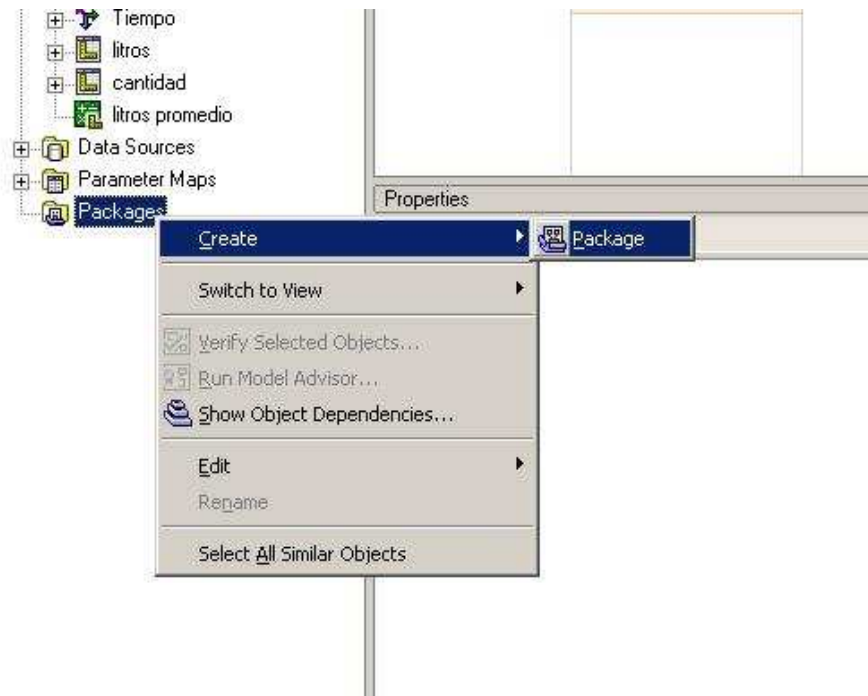 Tiempo
litros
cantidad
litros promedio
Data Sources
Parameter Maps
Packages
Properties
Create
Package
Switch to View
Verify Selected Objects...
Run Model Advisor...
Show Object Dependencies...
Edit
Rename
Select All Similar Objects